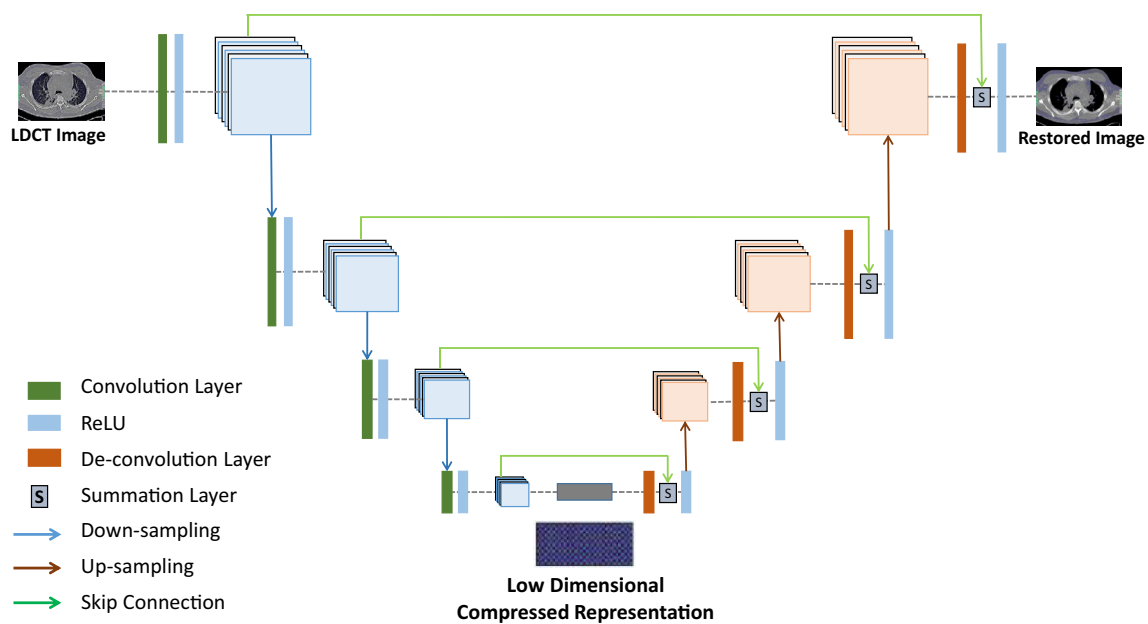 LDCT Image
S
Restored Image
S
S
S
Convolution Layer
ReLU
De-convolution Layer
S Summation Layer
Down-sampling
Up-sampling
Skip Connection
Low Dimensional
Compressed Representation